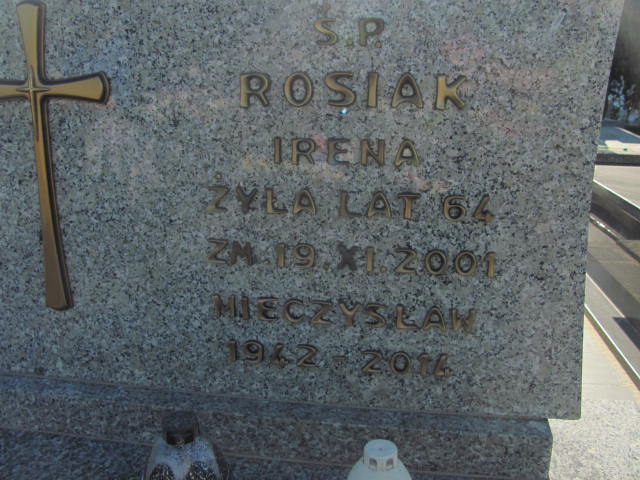 Ś.P.
ROSIAK
IRENA
ŻYŁA LAT 64
ZM. 19. XI. 2001
MIECZYSŁAW
1942 - 2014